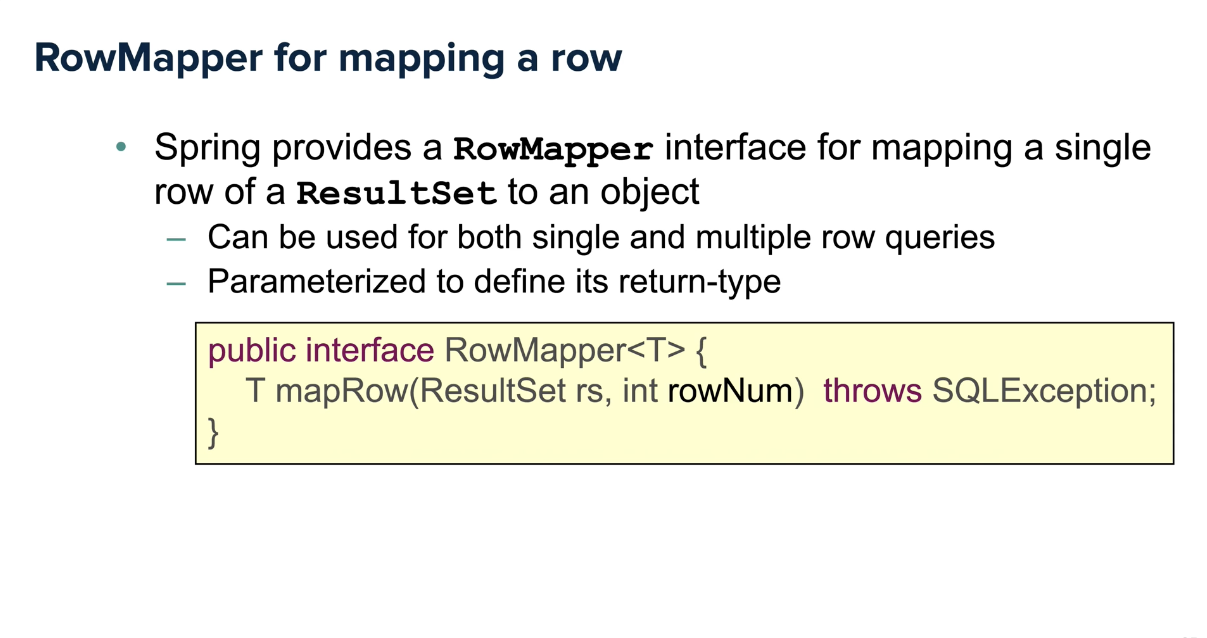 RowMapper for mapping a row
• Spring provides a RowMapper interface for mapping a single
row of a ResultSet to an object
– Can be used for both single and multiple row queries
– Parameterized to define its return-type
public interface RowMapper<T> {
T mapRow(ResultSet rs, int rowNum) throws SQLException;
}